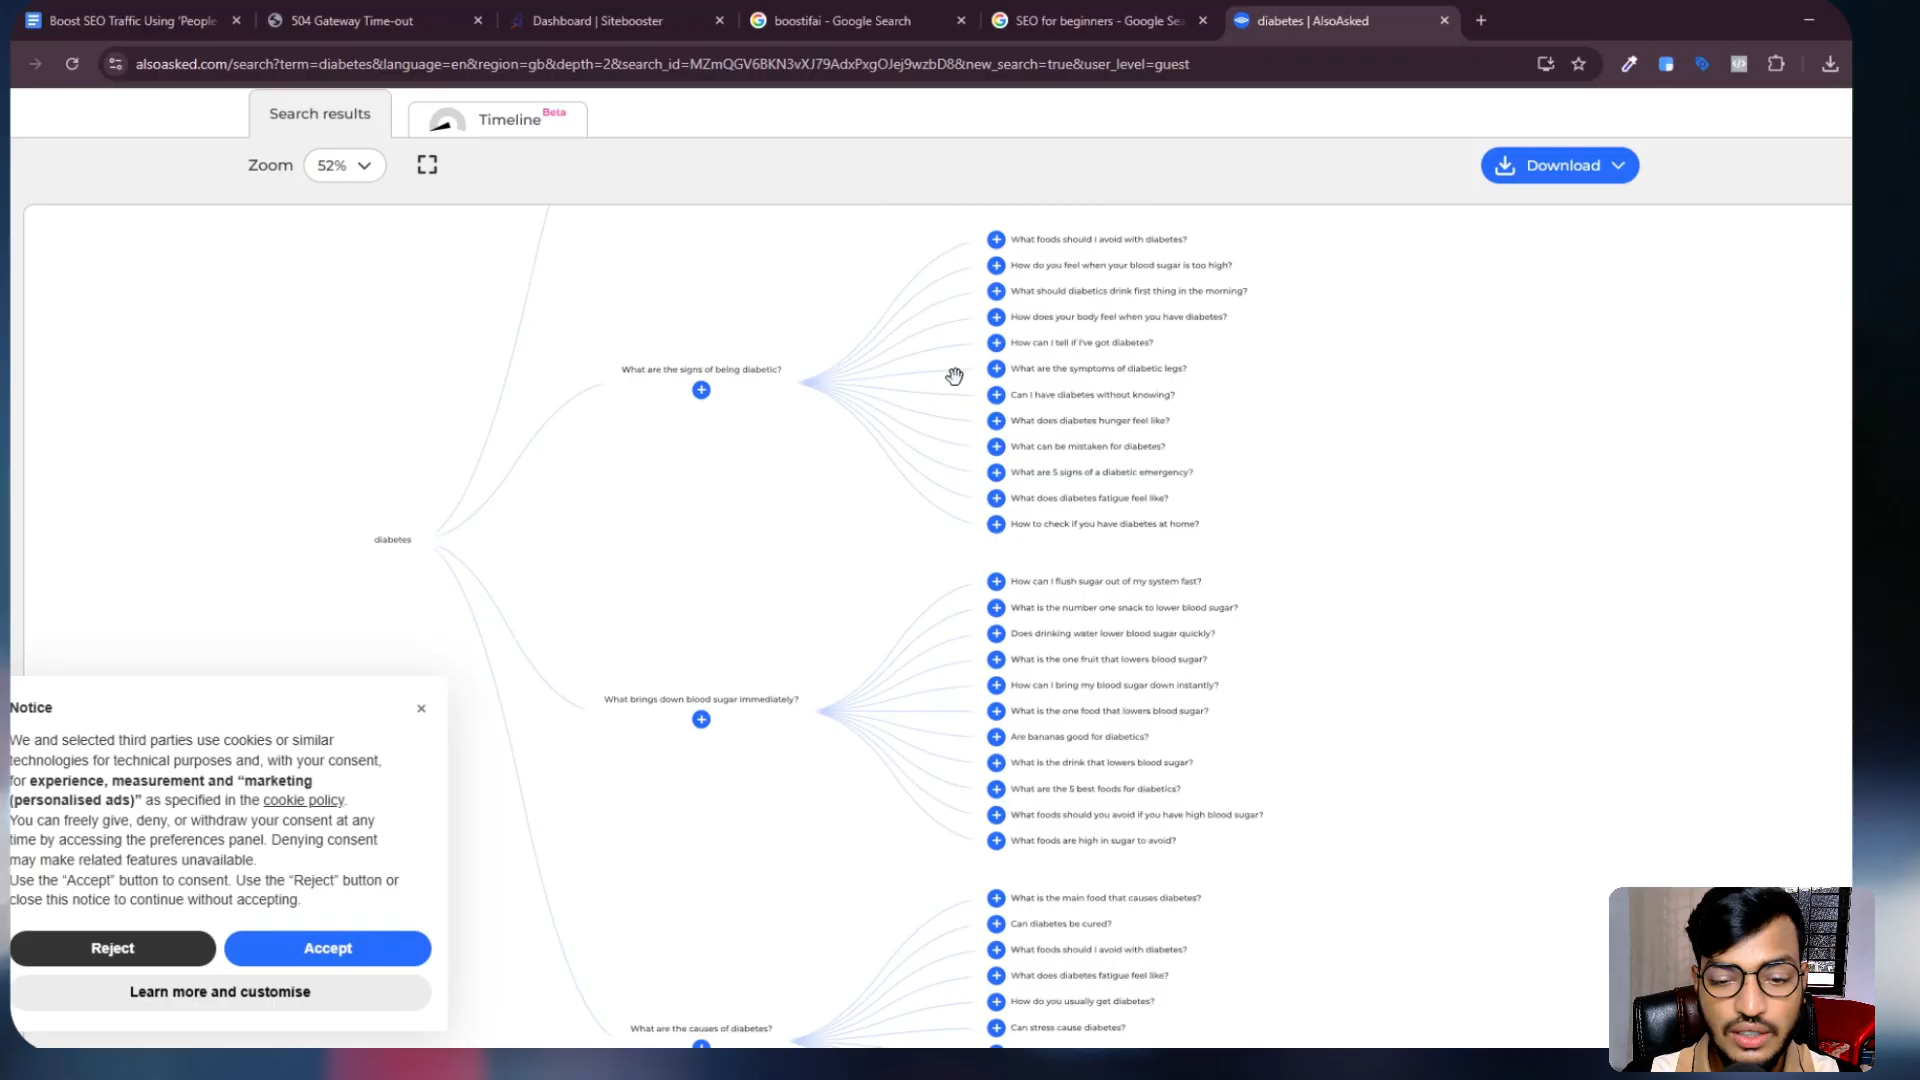 Boost SEO Traffic Using 'People
504 Gateway Time-out
Dashboard | Sitebooster
boostifai - Google Search
SEO for beginners - Google Sea
diabetes | AlsoAsked
alsoasked.com/search?term=diabetes&language=en&region=gb&depth=2&search_id=MZmQGV6BKN3vXJ79AdxPxgOJej9wzbD8&new_search=true&user_level=guest
Search results
Timeline Beta
Zoom
52%
Download
What foods should I avoid with diabetes?
How do you feel when your blood sugar is too high?
What should diabetics drink first thing in the morning?
How does your body feel when you have diabetes?
How can I tell if I've got diabetes?
What are the signs of being diabetic?
What are the symptoms of diabetic legs?
Can I have diabetes without knowing?
What does diabetes hunger feel like?
What can be mistaken for diabetes?
What are 5 signs of a diabetic emergency?
What does diabetes fatigue feel like?
How to check if you have diabetes at home?
diabetes
How can I flush sugar out of my system fast?
What is the number one snack to lower blood sugar?
Does drinking water lower blood sugar quickly?
What is the one fruit that lowers blood sugar?
How can I bring my blood sugar down instantly?
What brings down blood sugar immediately?
What is the one food that lowers blood sugar?
Are bananas good for diabetics?
What is the drink that lowers blood sugar?
What are the 5 best foods for diabetics?
What foods should you avoid if you have high blood sugar?
What foods are high in sugar to avoid?
What is the main food that causes diabetes?
Can diabetes be cured?
What foods should I avoid with diabetes?
What does diabetes fatigue feel like?
How do you usually get diabetes?
What are the causes of diabetes?
Can stress cause diabetes?
Notice
We and selected third parties use cookies or similar
technologies for technical purposes and, with your consent,
for experience, measurement and “marketing
(personalised ads)” as specified in the cookie policy.
You can freely give, deny, or withdraw your consent at any
time by accessing the preferences panel. Denying consent
may make related features unavailable.
Use the “Accept” button to consent. Use the “Reject” button or
close this notice to continue without accepting.
Reject
Accept
Learn more and customise